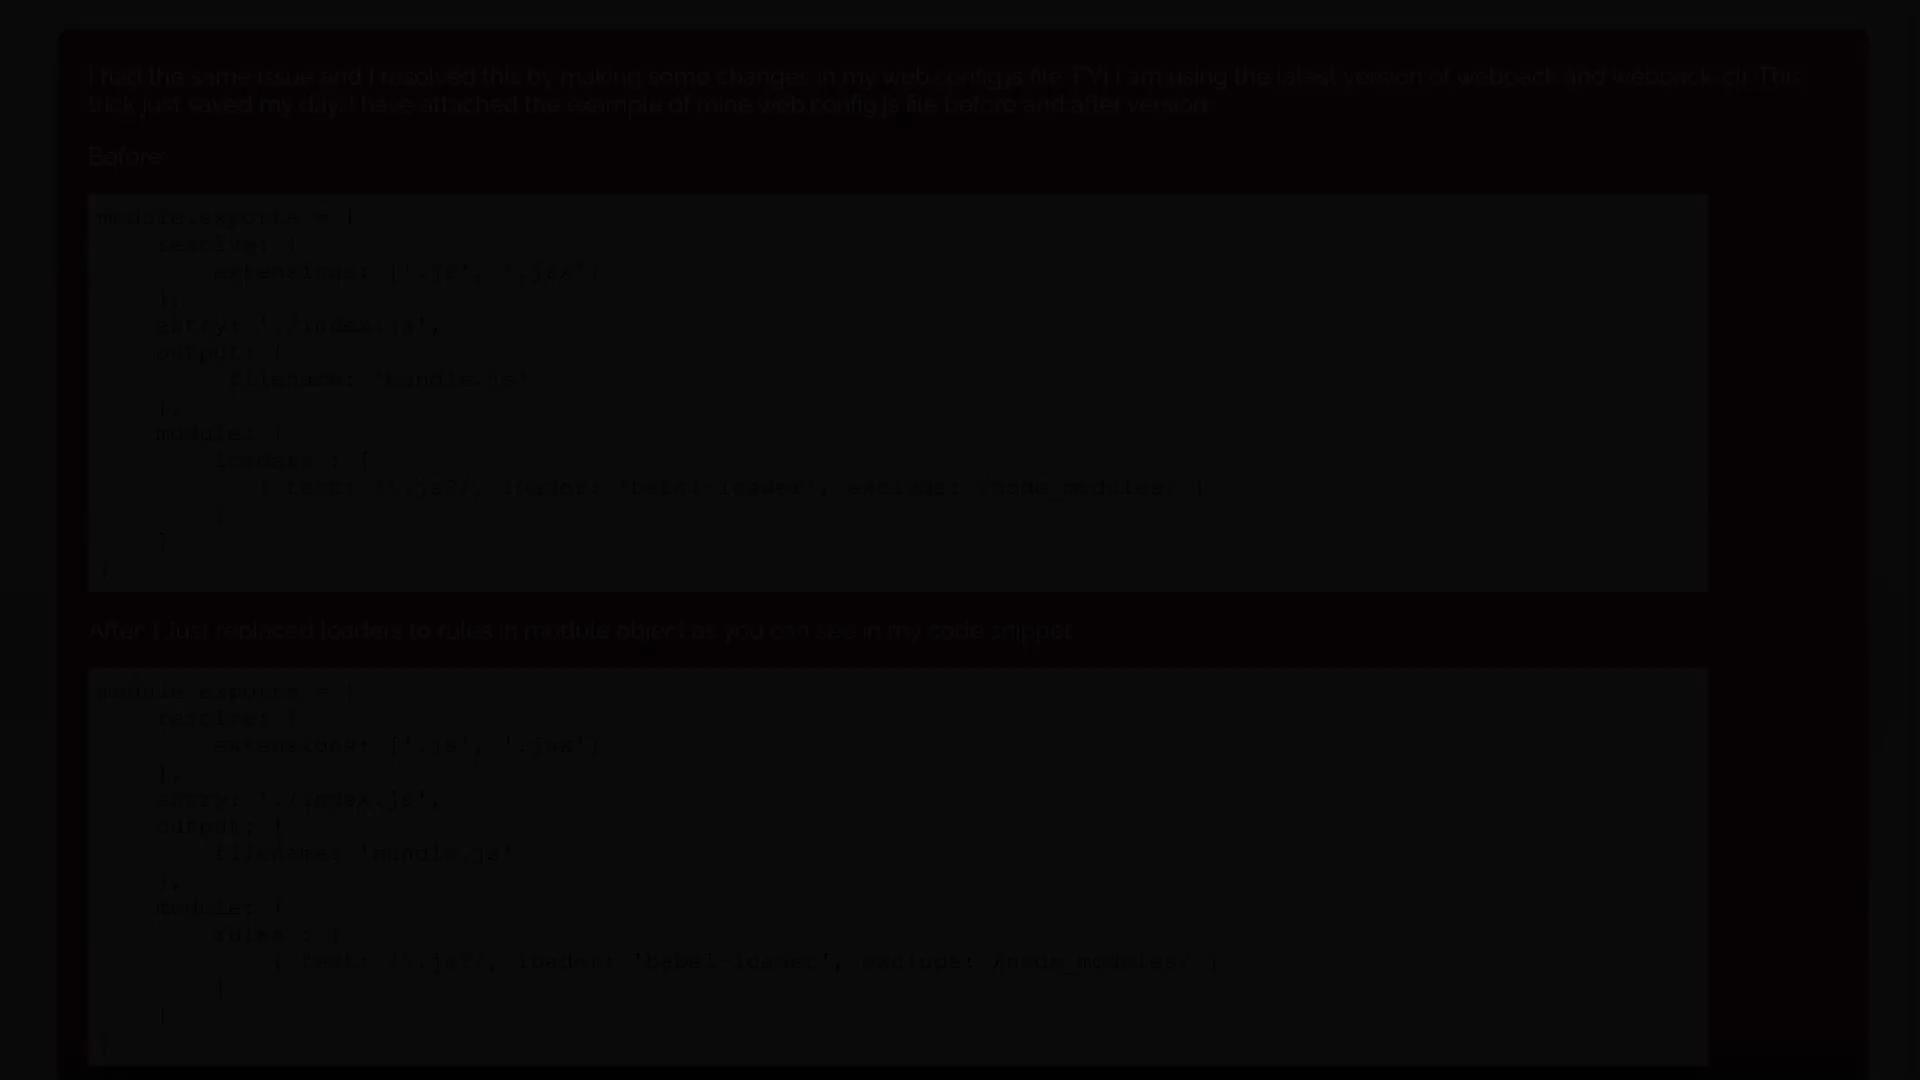 I had the same issue and I resolved this by making some changes in my web.config.js file. FYI I am using the latest version of webpack and webpack-cli. This
trick just saved my day. I have attached the example of mine web.config.js file before and after version.
Before:
module.exports = {
resolve: {
extensions: ['.js', '.jsx']
},
entry: './index.js',
output: {
filename: 'bundle.js'
},
module: {
loaders : [
{ test: /\.js?/, loader: 'babel-loader', exclude: /node_modules/ }
]
}
}
After: I Just replaced loaders to rules in module object as you can see in my code snippet.
module.exports = {
resolve: {
extensions: ['.js', '.jsx']
},
entry: './index.js',
output: {
filename: 'bundle.js'
},
module: {
rules : [
{ test: /\.js?/, loader: 'babel-loader', exclude: /node_modules/ }
]
}
}